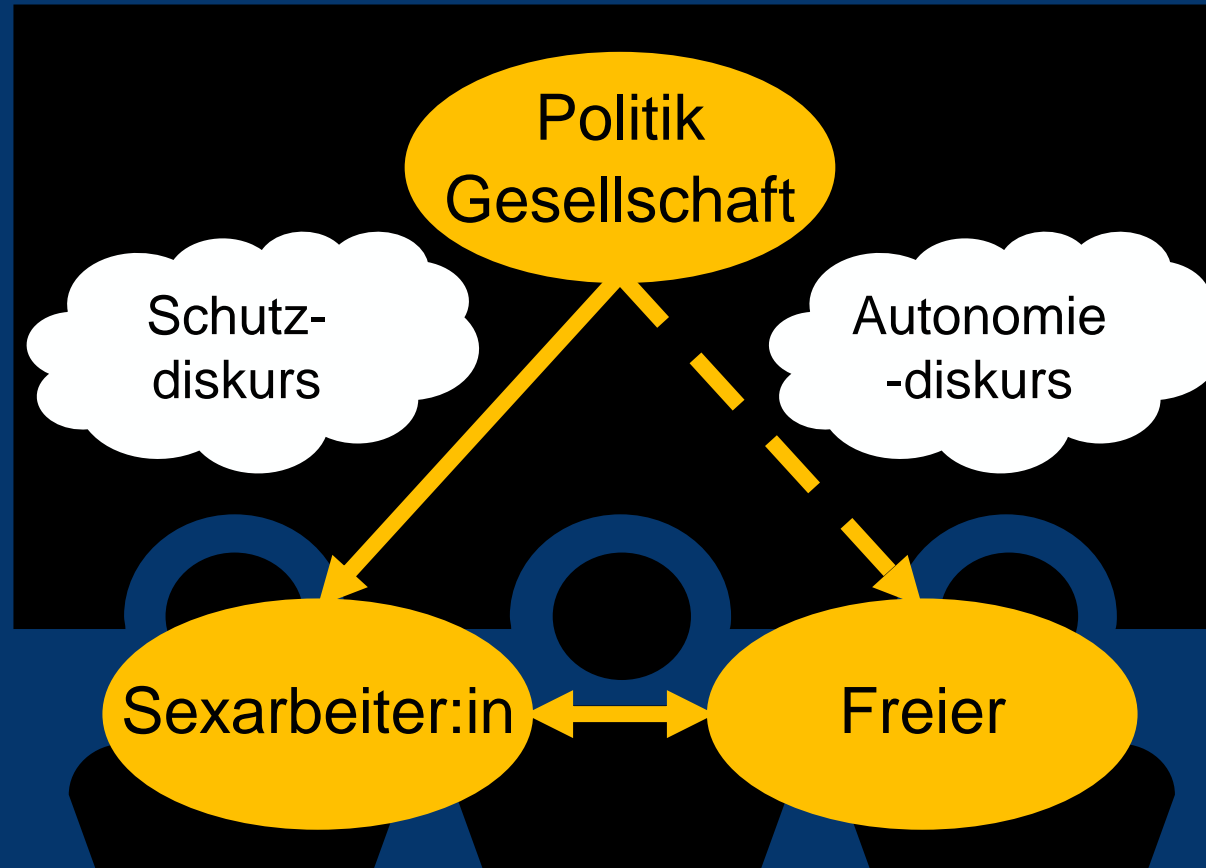 Politik
Gesellschaft
Schutz-
diskurs
Autonomie
-diskurs
Sexarbeiter:in
Freier